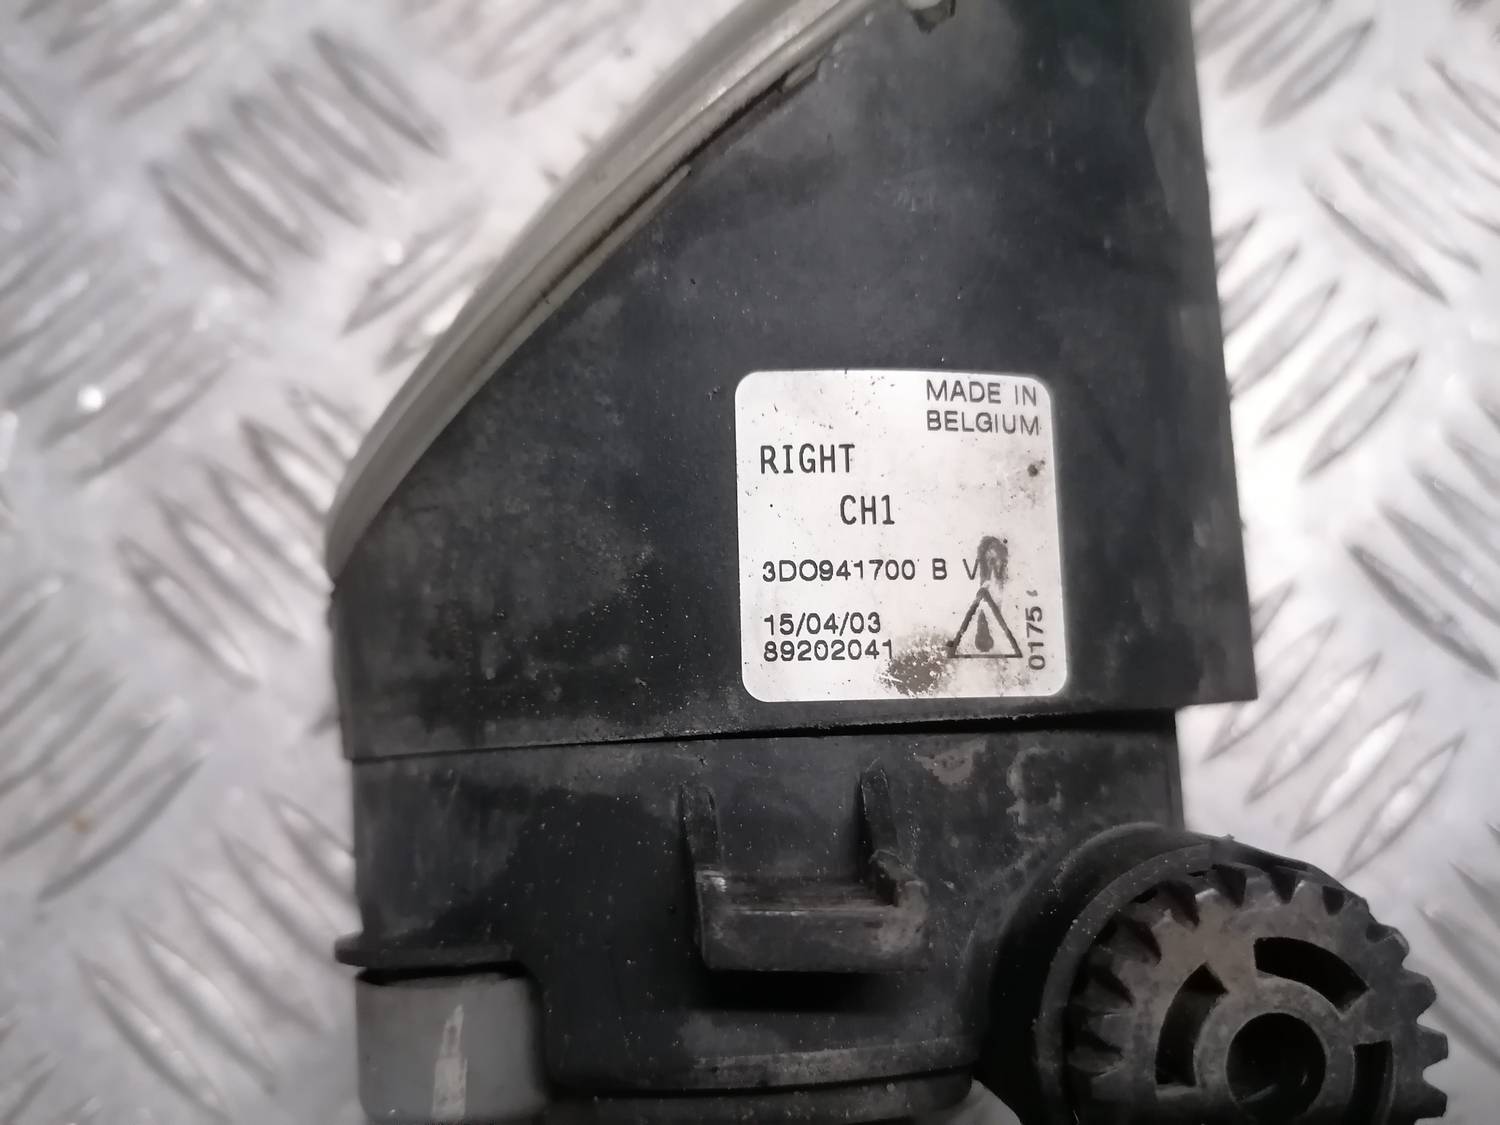 MADE IN
BELGIUM
RIGHT
CH1
3D0941700 B VW
15/04/03
89202041
0175